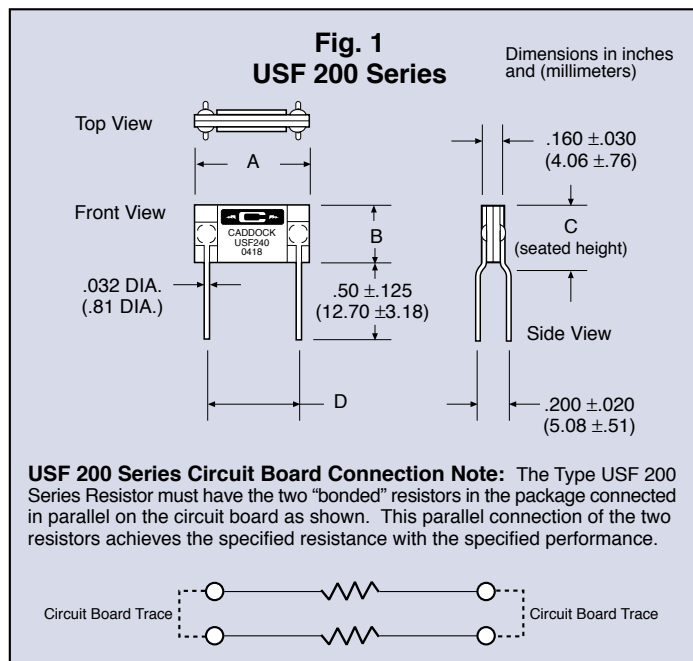 Fig. 1
USF 200 Series
Dimensions in inches
and (millimeters)
Top View
A
.160 ±.030
(4.06 ±.76)
Front View
CADDOCK
USF240
0418
B
C
(seated height)
.032 DIA.
(.81 DIA.)
.50 ±.125
(12.70 ±3.18)
Side View
D
.200 ±.020
(5.08 ±.51)
USF 200 Series Circuit Board Connection Note: The Type USF 200
Series Resistor must have the two “bonded” resistors in the package connected
in parallel on the circuit board as shown. This parallel connection of the two
resistors achieves the specified resistance with the specified performance.
Circuit Board Trace
Circuit Board Trace